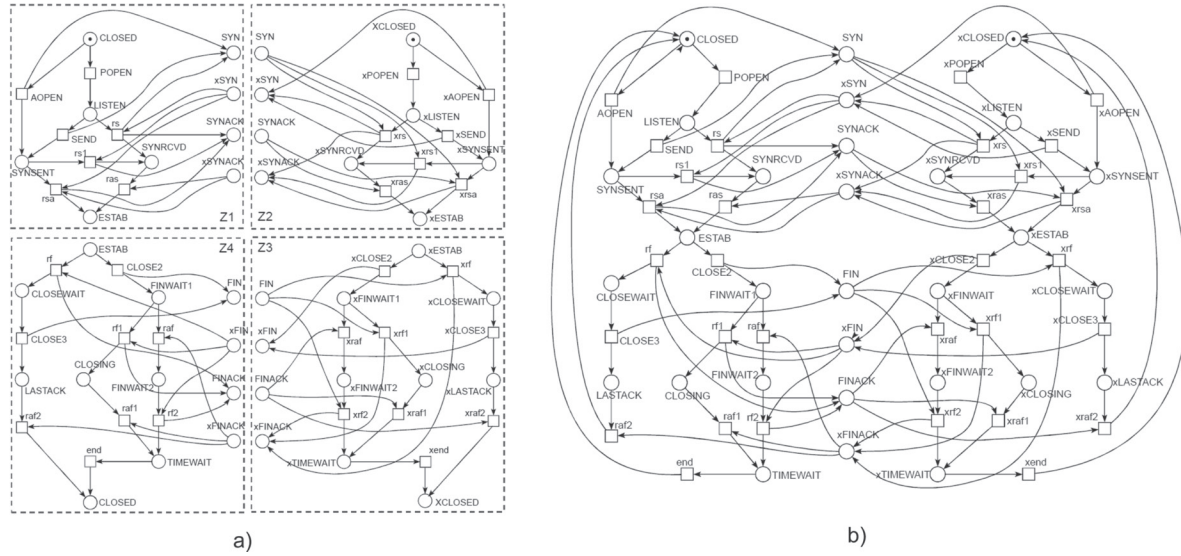 SYN SYN
CLOSED XCLOSED
POPEN xSYN xSYN xPOPEN
AOPEN xAOPEN
LISTEN SYNACK SYNACK xLISTEN
SEND rs xrs xSEND
rs1 xSYNACK xSYNACK xrs1
SYNRCVD xSYNRCVD
SYNSENT xSYNSENT
rsa ras xras xrsa
ESTAB Z1 Z2 xESTAB
Z4 Z3
ESTAB xESTAB
rf CLOSE2 xCLOSE2 xrf
CLOSEWAIT FINWAIT1 FIN FIN xFINWAIT1 xCLOSEWAIT
CLOSE3 rf1 raf xFIN xFIN xraf xrf1 xCLOSE3
CLOSING xCLOSING
LASTACK FINWAIT2 FINACK FINACK xFINWAIT2 xLASTACK
raf1 rf2 xrf2 xraf1 xraf2
raf2 xFINACK xFINACK
end TIMEWAIT xTIMEWAIT xend
CLOSED XCLOSED
a)
CLOSED SYN xCLOSED
POPEN xPOPEN
AOPEN xSYN xAOPEN
LISTEN xLISTEN
rs SYNACK xSEND
SEND xrs
rs1 SYNRCVD xSYNRCVD xrs1
SYNSENT xSYNACK xSYNSENT
rsa ras xras xrsa
ESTAB xESTAB
rf CLOSE2 xCLOSE2 xrf
CLOSEWAIT FINWAIT1 FIN xFINWAIT xCLOSEWAIT
CLOSE3 rf1 raf xFIN xraf xrf1 xCLOSE3
LASTACK CLOSING FINWAIT2 FINACK xFINWAIT2 xCLOSING xLASTACK
raf2 raf1 rf2 xrf2 xraf1 xraf2
xFINACK
end TIMEWAIT xTIMEWAIT xend
b)